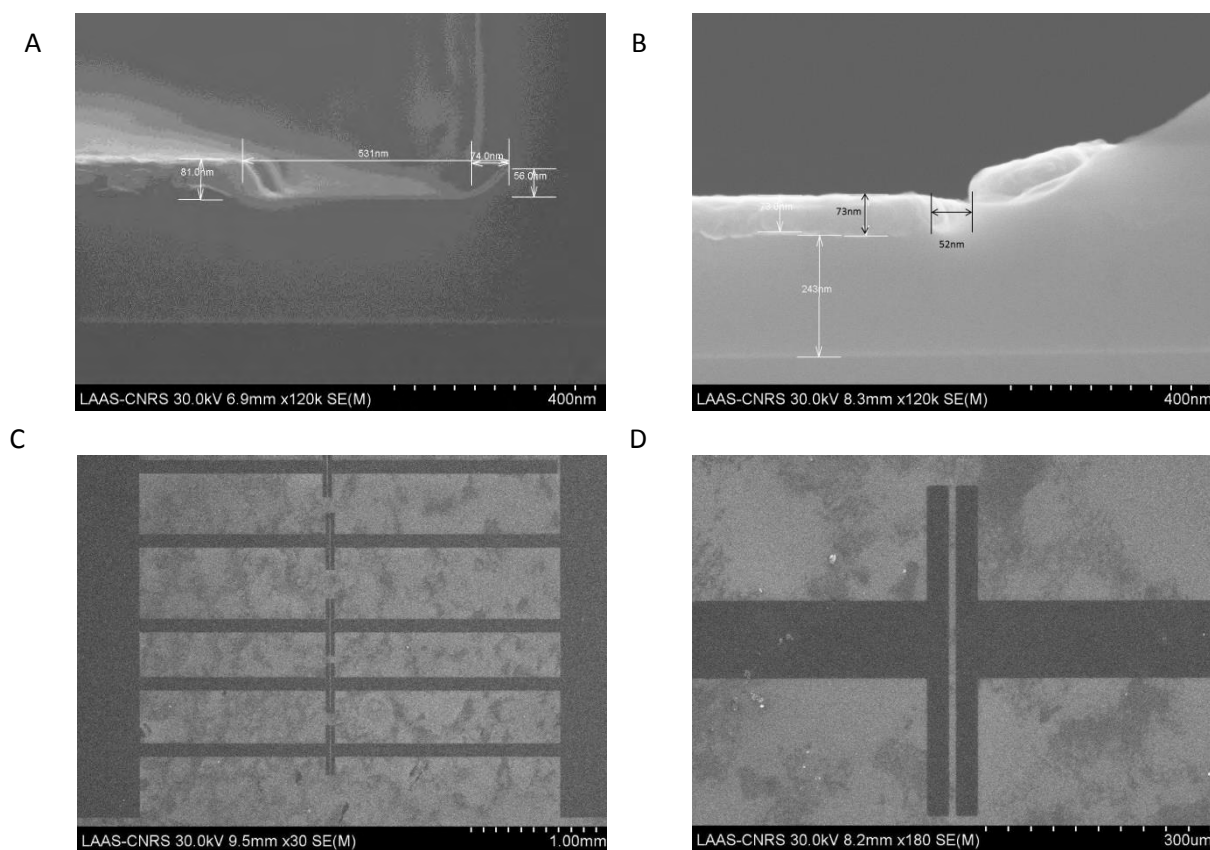 A
531nm
74.0nm
81.0nm
56.0nm
LAAS-CNRS 30.0kV 6.9mm x120k SE(M)
400nm
B
73nm
52nm
243nm
LAAS-CNRS 30.0kV 8.3mm x120k SE(M)
400nm
C
LAAS-CNRS 30.0kV 9.5mm x30 SE(M)
1.00mm
D
LAAS-CNRS 30.0kV 8.2mm x180 SE(M)
300um